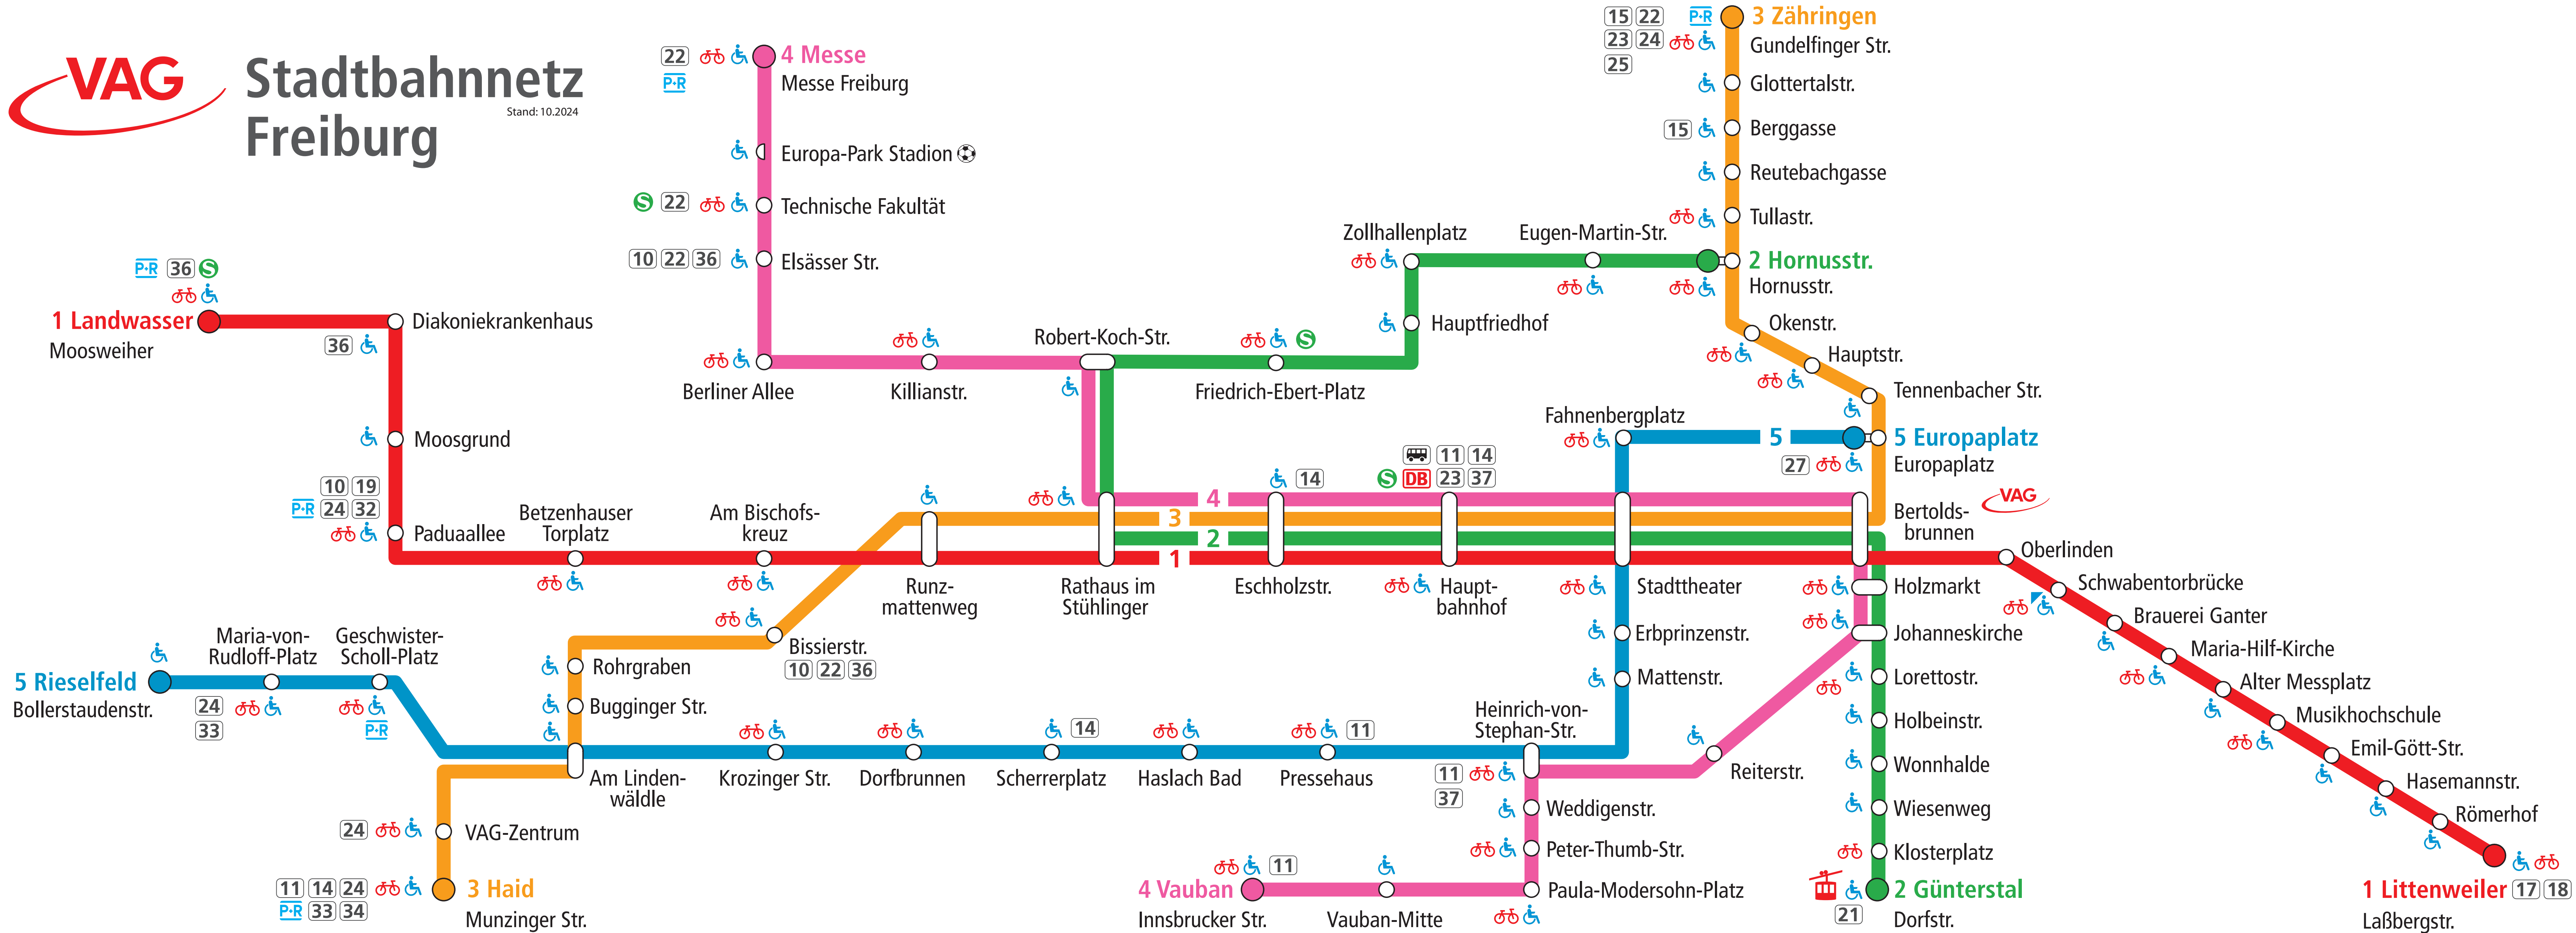 VAG
Stadtbahnnetz
Stand: 10.2024
Freiburg
22
4 Messe
P·R
Messe Freiburg
Europa-Park Stadion
S 22
Technische Fakultät
10 22 36
Elsässer Str.
Berliner Allee
Killianstr.
Robert-Koch-Str.
S
Friedrich-Ebert-Platz
Hauptfriedhof
Zollhallenplatz
Eugen-Martin-Str.
2 Hornusstr.
Hornusstr.
15 22
P·R
3 Zähringen
23 24
Gundelfinger Str.
25
Glottertalstr.
15
Berggasse
Reutebachgasse
Tullastr.
Okenstr.
Hauptstr.
Tennenbacher Str.
Fahnenbergplatz
5
5 Europaplatz
27
Europaplatz
VAG
Bertolds-
brunnen
P·R 36 S
1 Landwasser
Moosweiher
Diakoniekrankenhaus
36
Moosgrund
10 19
P·R 24 32
Paduaallee
Betzenhauser
Torplatz
Am Bischofs-
kreuz
Runz-
mattenweg
4
3
2
1
Rathaus im
Stühlinger
14
Eschholzstr.
11 14
S DB 23 37
Haupt-
bahnhof
Stadttheater
Holzmarkt
Johanneskirche
Oberlinden
Schwabentorbrücke
Brauerei Ganter
Maria-Hilf-Kirche
Alter Messplatz
Musikhochschule
Emil-Gött-Str.
Hasemannstr.
Römerhof
1 Littenweiler 17 18
Laßbergstr.
5 Rieselfeld
Bollerstaudenstr.
Maria-von-
Rudloff-Platz
24
33
Geschwister-
Scholl-Platz
P·R
Bissierstr.
10 22 36
Rohrgraben
Bugginger Str.
Am Linden-
wäldle
Krozinger Str.
Dorfbrunnen
14
Scherrerplatz
Haslach Bad
11
Pressehaus
Heinrich-von-
Stephan-Str.
11
37
Erbprinzenstr.
Mattenstr.
Reiterstr.
Weddigenstr.
Peter-Thumb-Str.
Paula-Modersohn-Platz
Vauban-Mitte
11
4 Vauban
Innsbrucker Str.
24
VAG-Zentrum
11 14 24
3 Haid
P·R 33 34
Munzinger Str.
Lorettostr.
Holbeinstr.
Wonnhalde
Wiesenweg
Klosterplatz
2 Günterstal
21
Dorfstr.